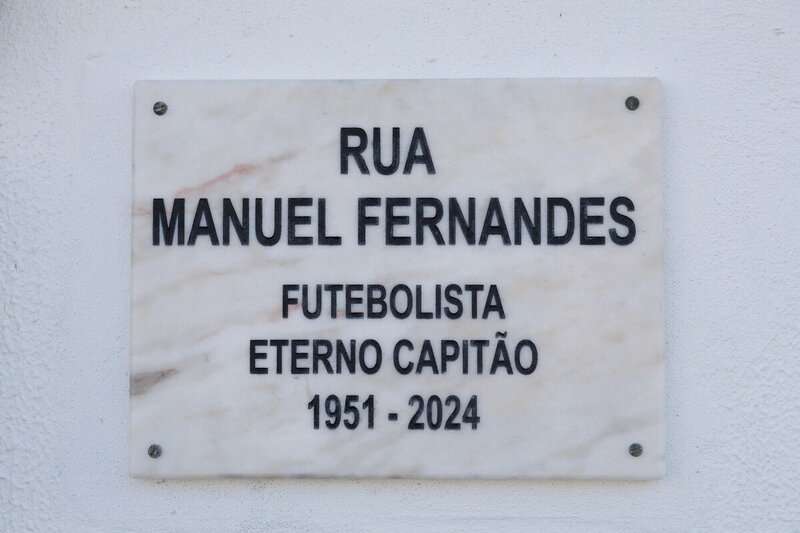 RUA
MANUEL FERNANDES
FUTEBOLISTA
ETERNO CAPITÃO
1951 - 2024